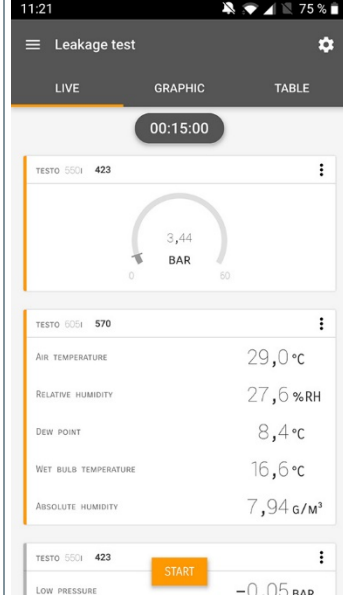 11:21 75 %
Leakage test
LIVE GRAPHIC TABLE
00:15:00
TESTO 550I 423
3,44
BAR
0 60
TESTO 605I 570
AIR TEMPERATURE 29,0 °C
RELATIVE HUMIDITY 27,6 %RH
DEW POINT 8,4 °C
WET BULB TEMPERATURE 16,6 °C
ABSOLUTE HUMIDITY 7,94 G/M³
TESTO 550I 423
START
LOW PRESSURE -0,05 BAR